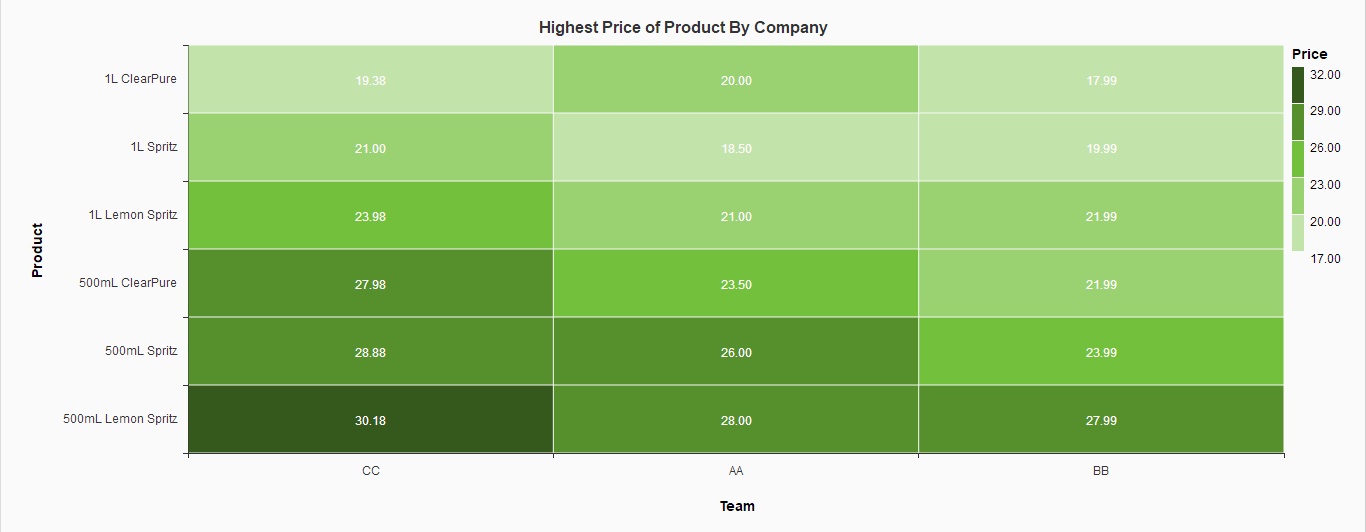 Highest Price of Product By Company
Price
32.00
29.00
26.00
23.00
20.00
17.00
Product
1L ClearPure 19.38 20.00 17.99
1L Spritz 21.00 18.50 19.99
1L Lemon Spritz 23.98 21.00 21.99
500mL ClearPure 27.98 23.50 21.99
500mL Spritz 28.88 26.00 23.99
500mL Lemon Spritz 30.18 28.00 27.99
CC AA BB
Team